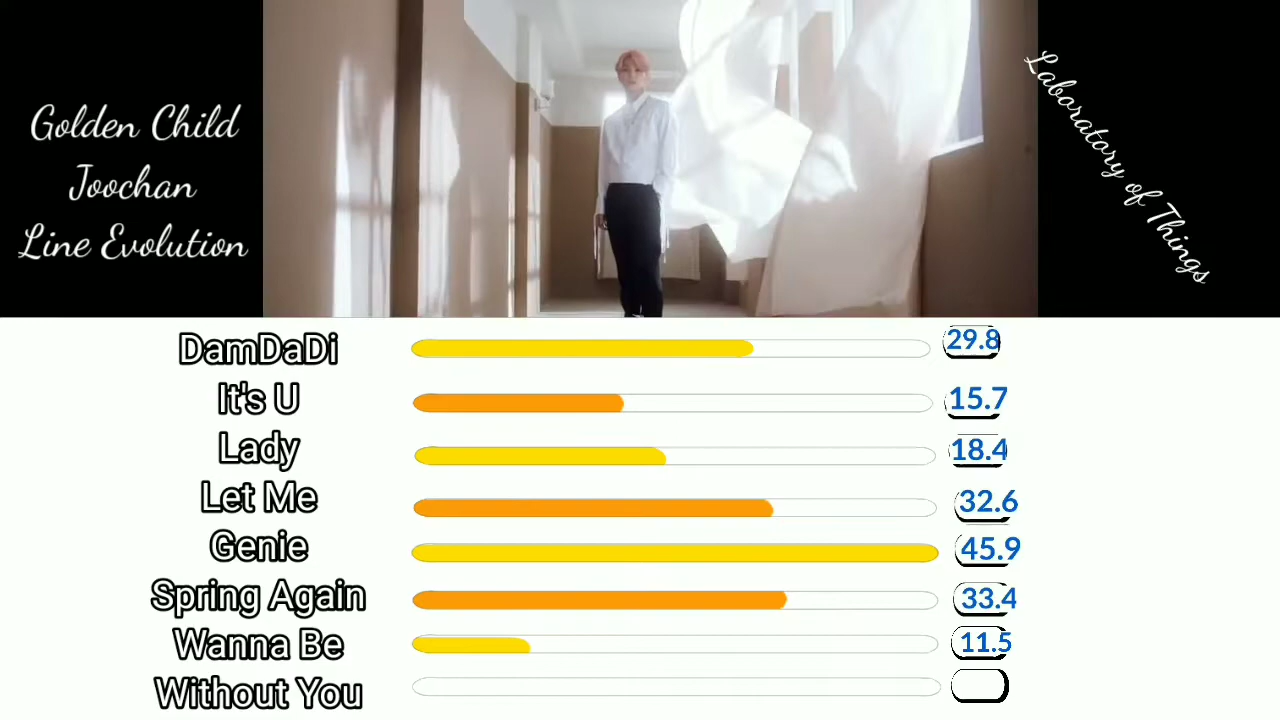 Golden Child
Joochan
Line Evolution
Laboratory of Things
DamDaDi 29.8
It's U 15.7
Lady 18.4
Let Me 32.6
Genie 45.9
Spring Again 33.4
Wanna Be 11.5
Without You